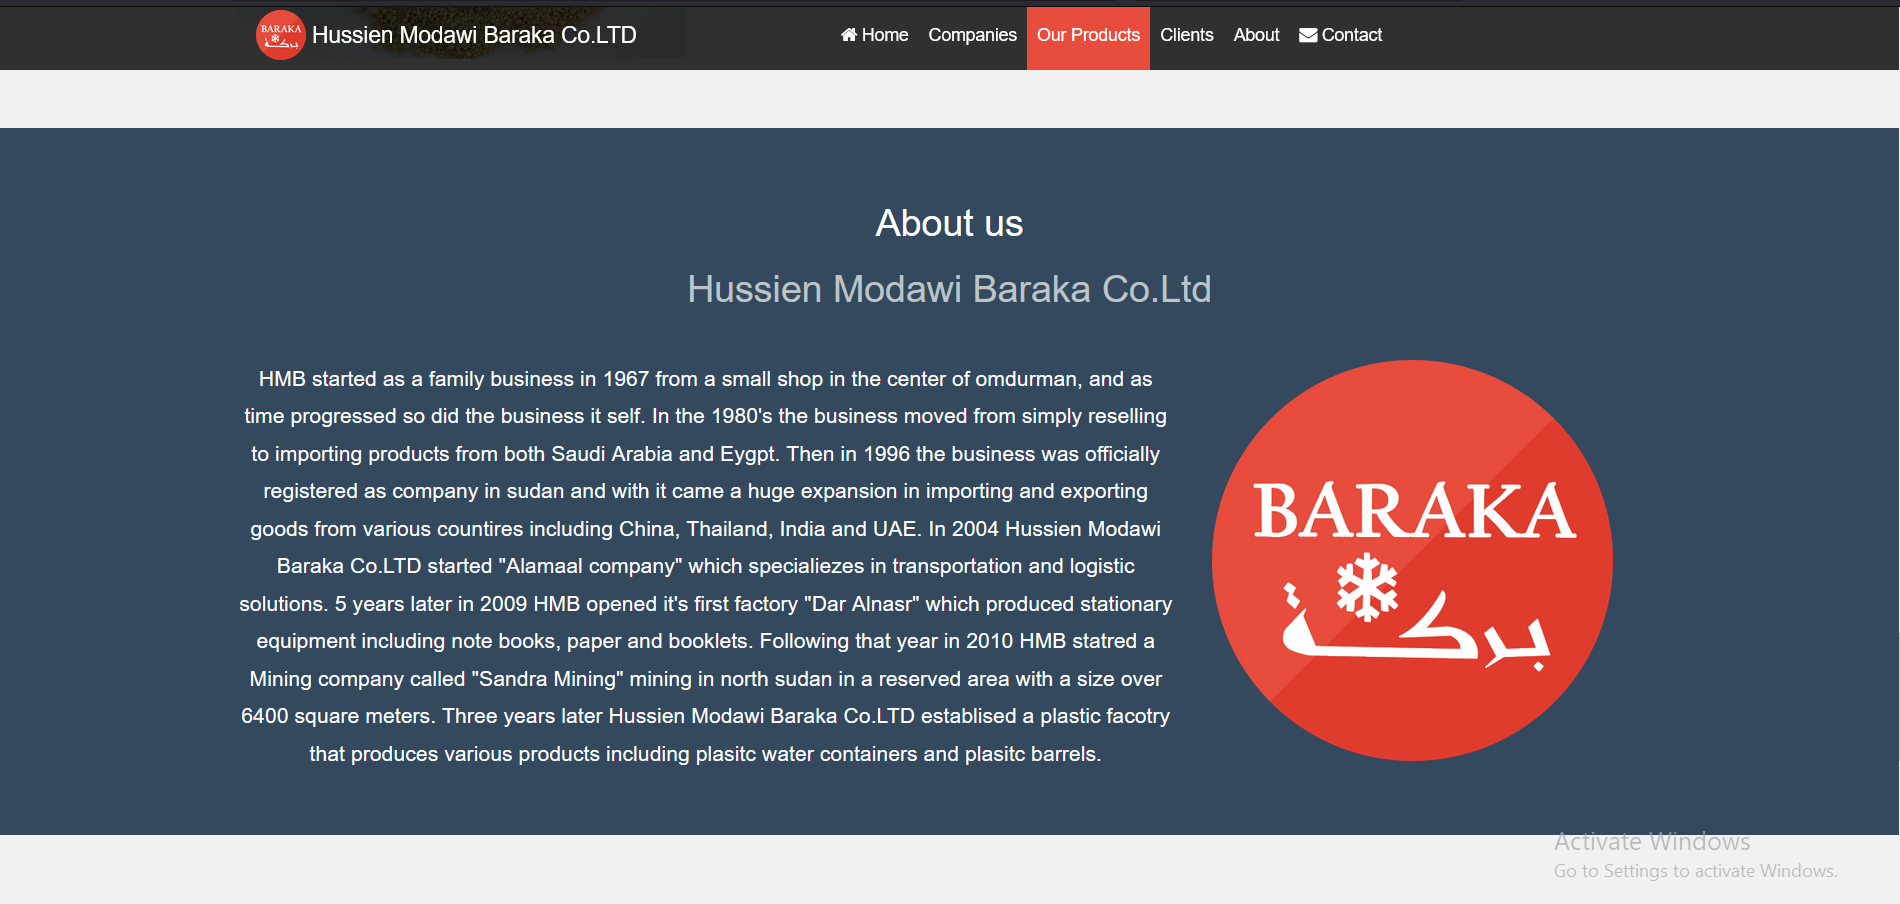 BARAKA
بركة
Hussien Modawi Baraka Co.LTD
Home Companies Our Products Clients About Contact
About us
Hussien Modawi Baraka Co.Ltd
HMB started as a family business in 1967 from a small shop in the center of omdurman, and as
time progressed so did the business it self. In the 1980's the business moved from simply reselling
to importing products from both Saudi Arabia and Eygpt. Then in 1996 the business was officially
registered as company in sudan and with it came a huge expansion in importing and exporting
goods from various countires including China, Thailand, India and UAE. In 2004 Hussien Modawi
Baraka Co.LTD started "Alamaal company" which specialiezes in transportation and logistic
solutions. 5 years later in 2009 HMB opened it's first factory "Dar Alnasr" which produced stationary
equipment including note books, paper and booklets. Following that year in 2010 HMB statred a
Mining company called "Sandra Mining" mining in north sudan in a reserved area with a size over
6400 square meters. Three years later Hussien Modawi Baraka Co.LTD establised a plastic facotry
that produces various products including plasitc water containers and plasitc barrels.
BARAKA
بركة
Activate Windows
Go to Settings to activate Windows.